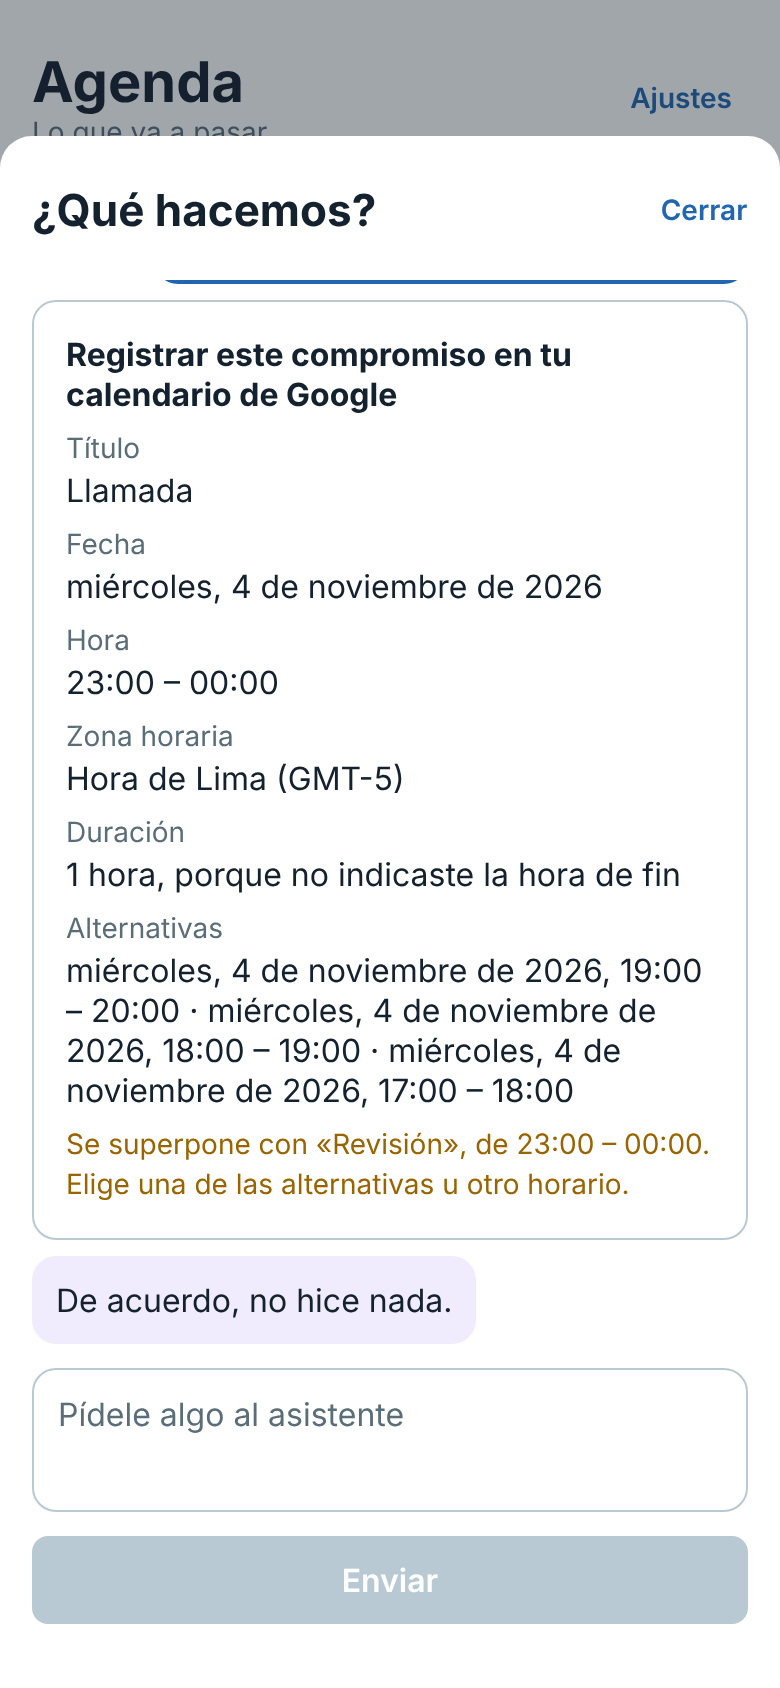 Agenda
Ajustes
Lo que va a pasar
¿Qué hacemos?
Cerrar
Registrar este compromiso en tu
calendario de Google
Título
Llamada
Fecha
miércoles, 4 de noviembre de 2026
Hora
23:00 – 00:00
Zona horaria
Hora de Lima (GMT-5)
Duración
1 hora, porque no indicaste la hora de fin
Alternativas
miércoles, 4 de noviembre de 2026, 19:00
– 20:00 · miércoles, 4 de noviembre de
2026, 18:00 – 19:00 · miércoles, 4 de
noviembre de 2026, 17:00 – 18:00
Se superpone con «Revisión», de 23:00 – 00:00.
Elige una de las alternativas u otro horario.
De acuerdo, no hice nada.
Pídele algo al asistente
Enviar